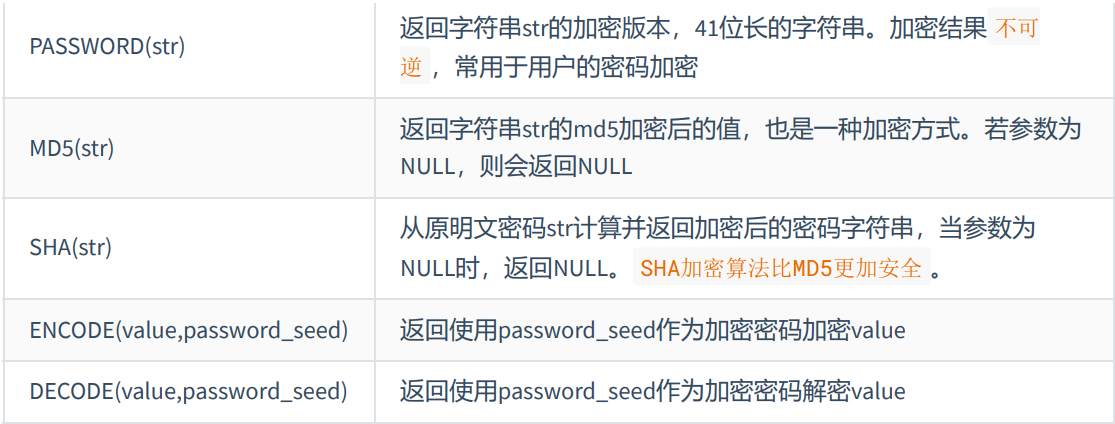 PASSWORD(str)
返回字符串str的加密版本，41位长的字符串。加密结果 不可
逆 ，常用于用户的密码加密
MD5(str)
返回字符串str的md5加密后的值，也是一种加密方式。若参数为
NULL，则会返回NULL
SHA(str)
从原明文密码str计算并返回加密后的密码字符串，当参数为
NULL时，返回NULL。 SHA加密算法比MD5更加安全 。
ENCODE(value,password_seed)
返回使用password_seed作为加密密码加密value
DECODE(value,password_seed)
返回使用password_seed作为加密密码解密value